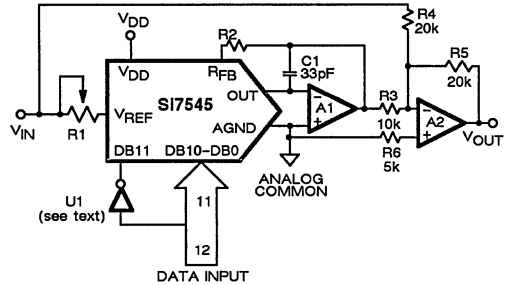 V_DD
R4
20k
R2
V_DD
R_FB
C1
33pF
R5
20k
SI7545
OUT
V_IN
R1
V_REF
AGND
A1
R3
10k
A2
V_OUT
DB11
DB10-DB0
ANALOG
COMMON
R6
5k
U1
(see text)
11
12
DATA INPUT